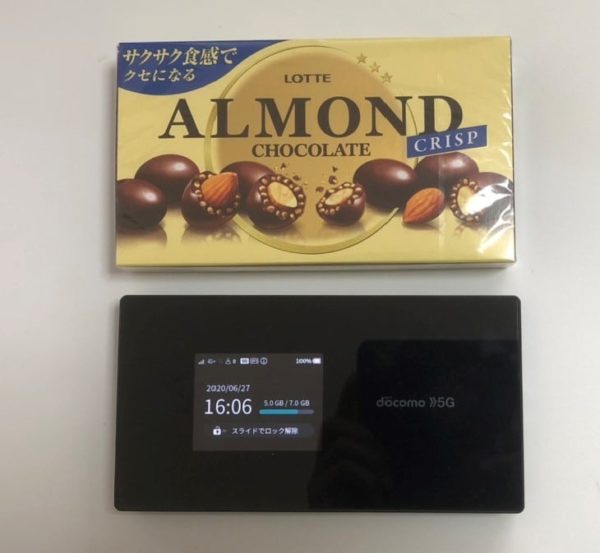 サクサク食感で
クセになる
LOTTE
ALMOND
CHOCOLATE
CRISP
4G+
100%
2020/06/27
16:06
5.0 GB / 7.0 GB
スライドでロック解除
docomo 5G